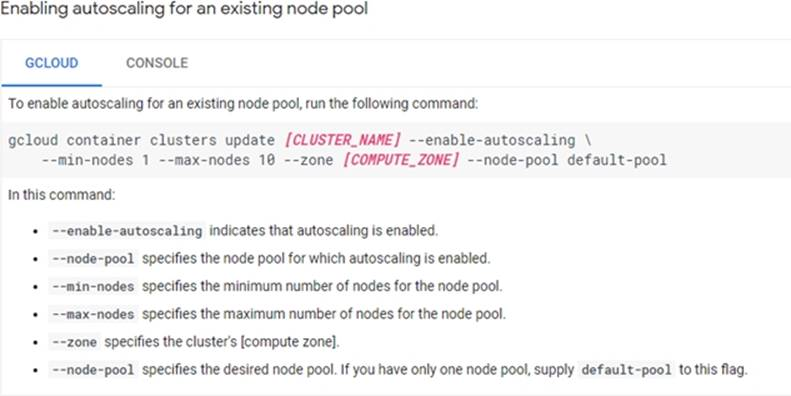 Enabling autoscaling for an existing node pool
GCLOUD CONSOLE
To enable autoscaling for an existing node pool, run the following command:
gcloud container clusters update [CLUSTER_NAME] --enable-autoscaling \
--min-nodes 1 --max-nodes 10 --zone [COMPUTE_ZONE] --node-pool default-pool
In this command:
• --enable-autoscaling indicates that autoscaling is enabled.
• --node-pool specifies the node pool for which autoscaling is enabled.
• --min-nodes specifies the minimum number of nodes for the node pool.
• --max-nodes specifies the maximum number of nodes for the node pool.
• --zone specifies the cluster's [compute zone].
• --node-pool specifies the desired node pool. If you have only one node pool, supply default-pool to this flag.